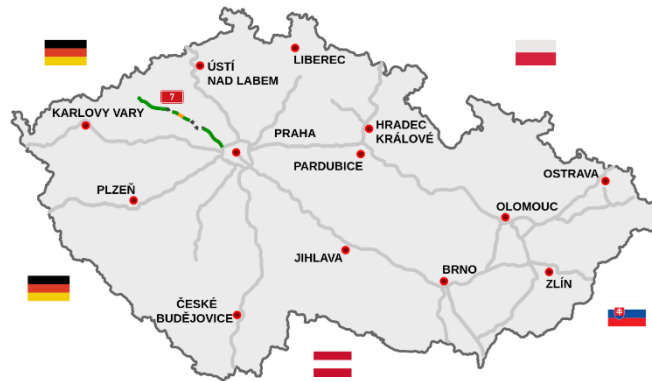 ÚSTÍ
NAD LABEM
LIBEREC
7
KARLOVY VARY
PRAHA
HRADEC
KRÁLOVÉ
PARDUBICE
OSTRAVA
PLZEŇ
OLOMOUC
JIHLAVA
BRNO
ZLÍN
ČESKÉ
BUDĚJOVICE